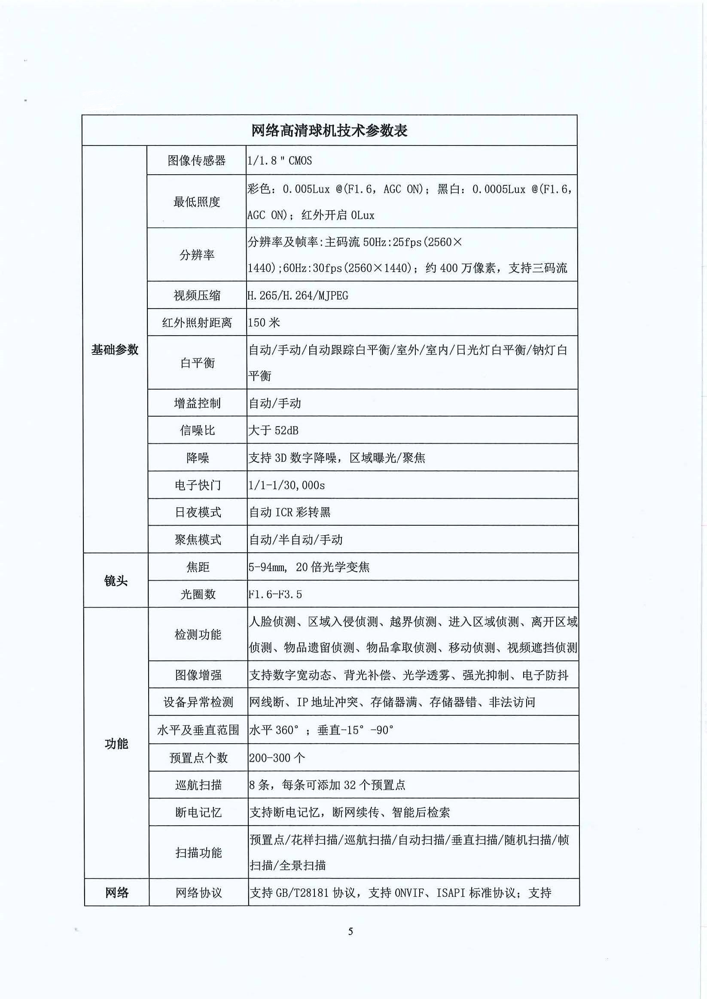 网络高清球机技术参数表
基础参数
图像传感器
1/1.8＂CMOS
最低照度
彩色：0.005Lux @(F1.6，AGC ON)；黑白：0.0005Lux @(F1.6，
AGC ON)；红外开启 0Lux
分辨率
分辨率及帧率:主码流 50Hz:25fps(2560×
1440);60Hz:30fps(2560×1440)；约 400 万像素，支持三码流
视频压缩
H.265/H.264/MJPEG
红外照射距离
150 米
白平衡
自动/手动/自动跟踪白平衡/室外/室内/日光灯白平衡/钠灯白
平衡
增益控制
自动/手动
信噪比
大于 52dB
降噪
支持 3D 数字降噪，区域曝光/聚焦
电子快门
1/1-1/30,000s
日夜模式
自动 ICR 彩转黑
聚焦模式
自动/半自动/手动
镜头
焦距
5-94mm，20 倍光学变焦
光圈数
F1.6-F3.5
功能
检测功能
人脸侦测、区域入侵侦测、越界侦测、进入区域侦测、离开区域
侦测、物品遗留侦测、物品拿取侦测、移动侦测、视频遮挡侦测
图像增强
支持数字宽动态、背光补偿、光学透雾、强光抑制、电子防抖
设备异常检测
网线断、IP 地址冲突、存储器满、存储器错、非法访问
水平及垂直范围
水平 360°；垂直-15°-90°
预置点个数
200-300 个
巡航扫描
8 条，每条可添加 32 个预置点
断电记忆
支持断电记忆，断网续传、智能后检索
扫描功能
预置点/花样扫描/巡航扫描/自动扫描/垂直扫描/随机扫描/帧
扫描/全景扫描
网络
网络协议
支持 GB/T28181 协议，支持 ONVIF、ISAPI 标准协议；支持
5